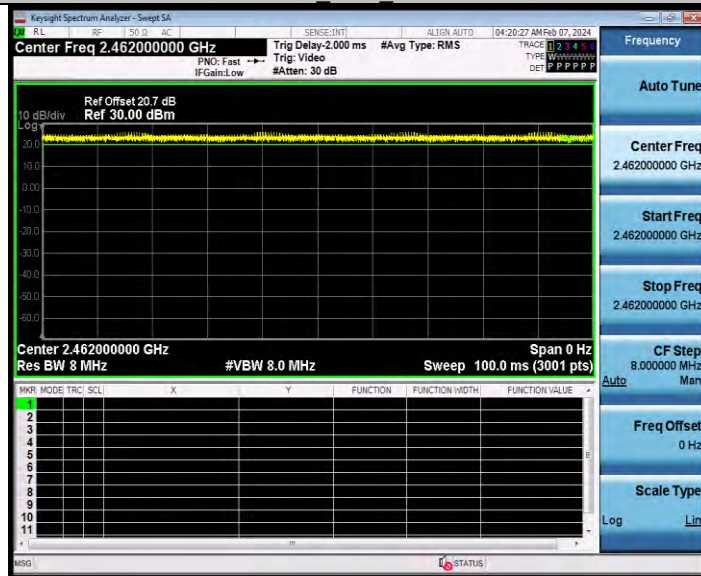 Keysight Spectrum Analyzer - Swept SA
RL RF 50 Ω AC SENSE:INT ALIGN AUTO 04:20:27 AM Feb 07, 2024
Center Freq 2.462000000 GHz
PNO: Fast
IFGain:Low
Trig Delay-2.000 ms
Trig: Video
#Atten: 30 dB
#Avg Type: RMS
TRACE 1 2 3 4 5 6
TYPE
DET P P P P P P
Ref Offset 20.7 dB
10 dB/div Ref 30.00 dBm
Log
20.0
10.0
0.00
-10.0
-20.0
-30.0
-40.0
-50.0
-60.0
Center 2.462000000 GHz Span 0 Hz
Res BW 8 MHz #VBW 8.0 MHz Sweep 100.0 ms (3001 pts)
MKR MODE TRC SCL X Y FUNCTION FUNCTION WIDTH FUNCTION VALUE
1
2
3
4
5
6
7
8
9
10
11
MSG STATUS
Frequency
Auto Tune
Center Freq
2.462000000 GHz
Start Freq
2.462000000 GHz
Stop Freq
2.462000000 GHz
CF Step
8.000000 MHz
Auto Man
Freq Offset
0 Hz
Scale Type
Log Lin